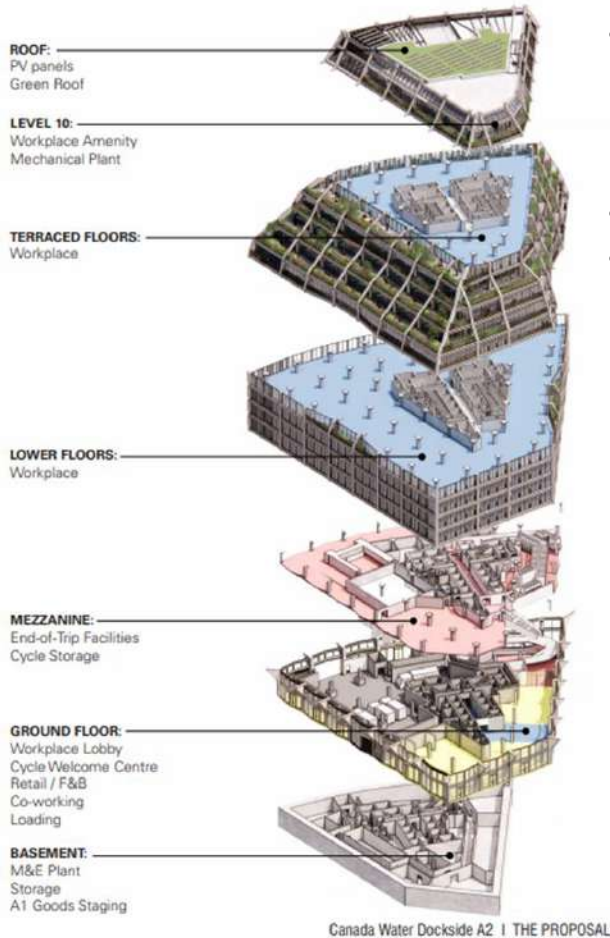 ROOF:
PV panels
Green Roof
LEVEL 10:
Workplace Amenity
Mechanical Plant
TERRACED FLOORS:
Workplace
LOWER FLOORS:
Workplace
MEZZANINE:
End-of-Trip Facilities
Cycle Storage
GROUND FLOOR:
Workplace Lobby
Cycle Welcome Centre
Retail / F&B
Co-working
Loading
BASEMENT:
M&E Plant
Storage
A1 Goods Staging
Canada Water Dockside A2 I THE PROPOSAL